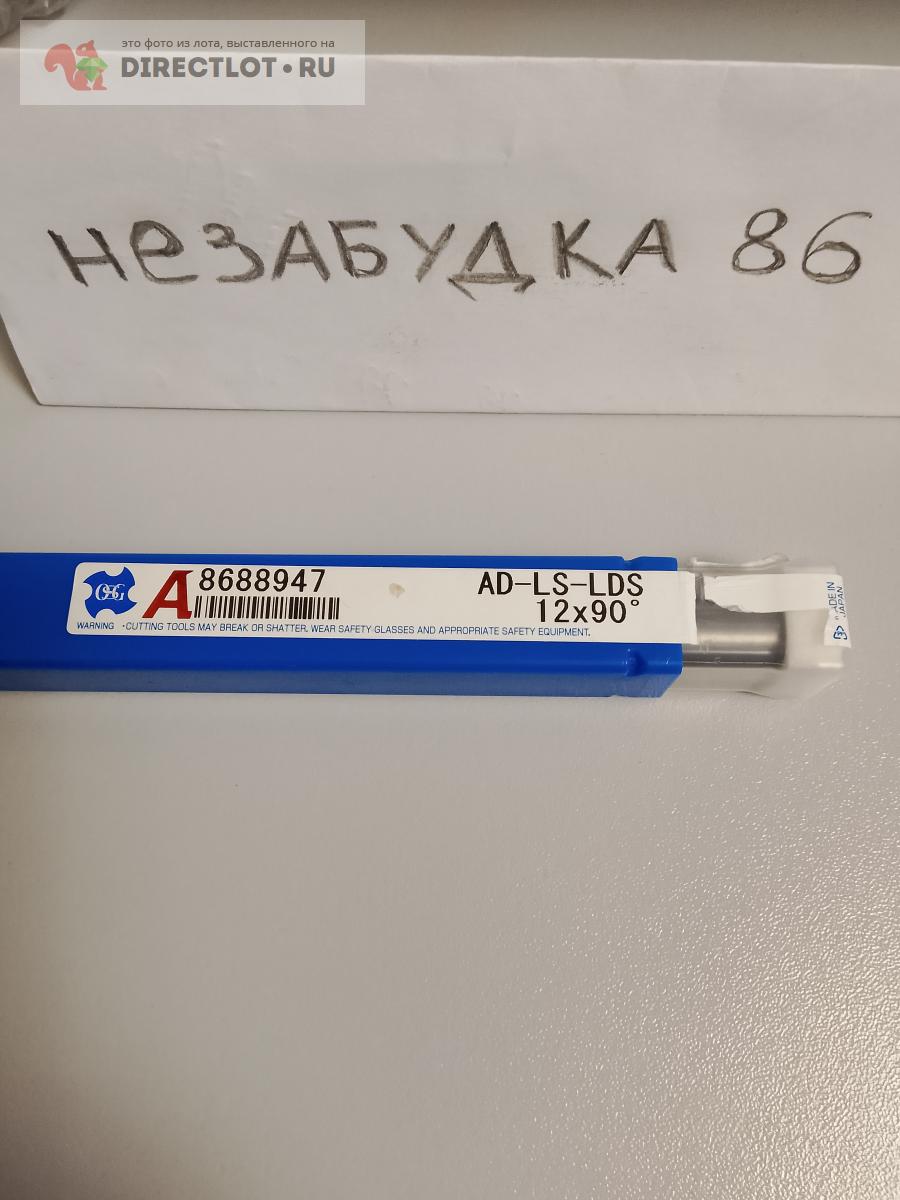 это фото из лота, выставленного на
DIRECTLOT•RU
НеЗАБУДКА 86
OSG
A
8688947
AD-LS-LDS
12x90°
WARNING •CUTTING TOOLS MAY BREAK OR SHATTER. WEAR SAFETY GLASSES AND APPROPRIATE SAFETY EQUIPMENT.
MADE IN
JAPAN